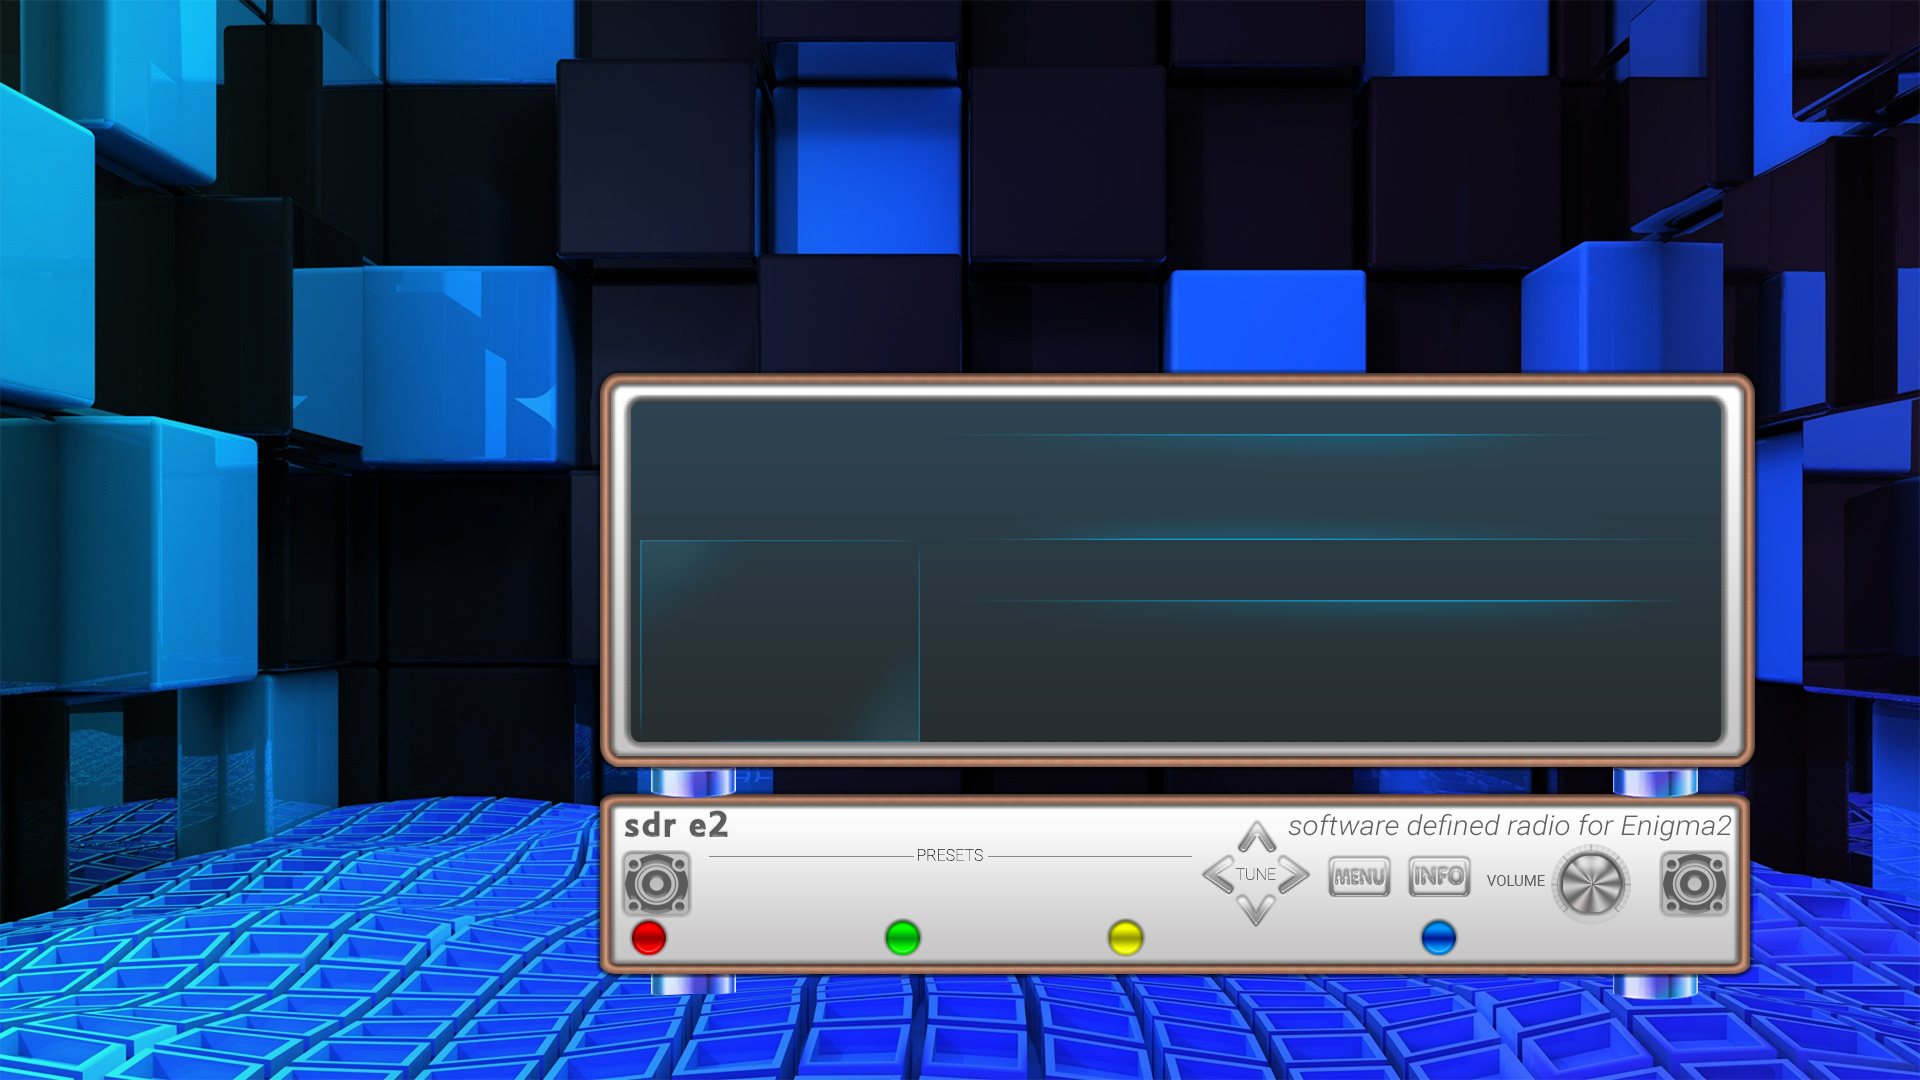 sdr e2
software defined radio for Enigma2
PRESETS
TUNE
MENU
INFO
VOLUME